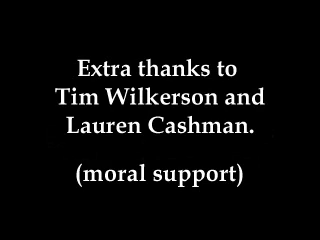 Extra thanks to
Tim Wilkerson and
Lauren Cashman.
(moral support)